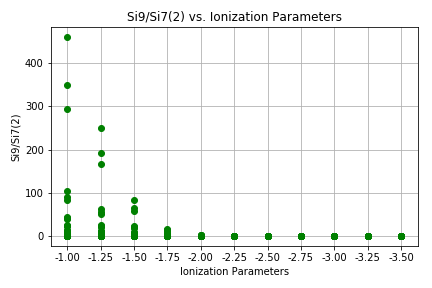 Si9/Si7(2) vs. Ionization Parameters
Si9/Si7(2)
400
300
200
100
0
-1.00 -1.25 -1.50 -1.75 -2.00 -2.25 -2.50 -2.75 -3.00 -3.25 -3.50
Ionization Parameters